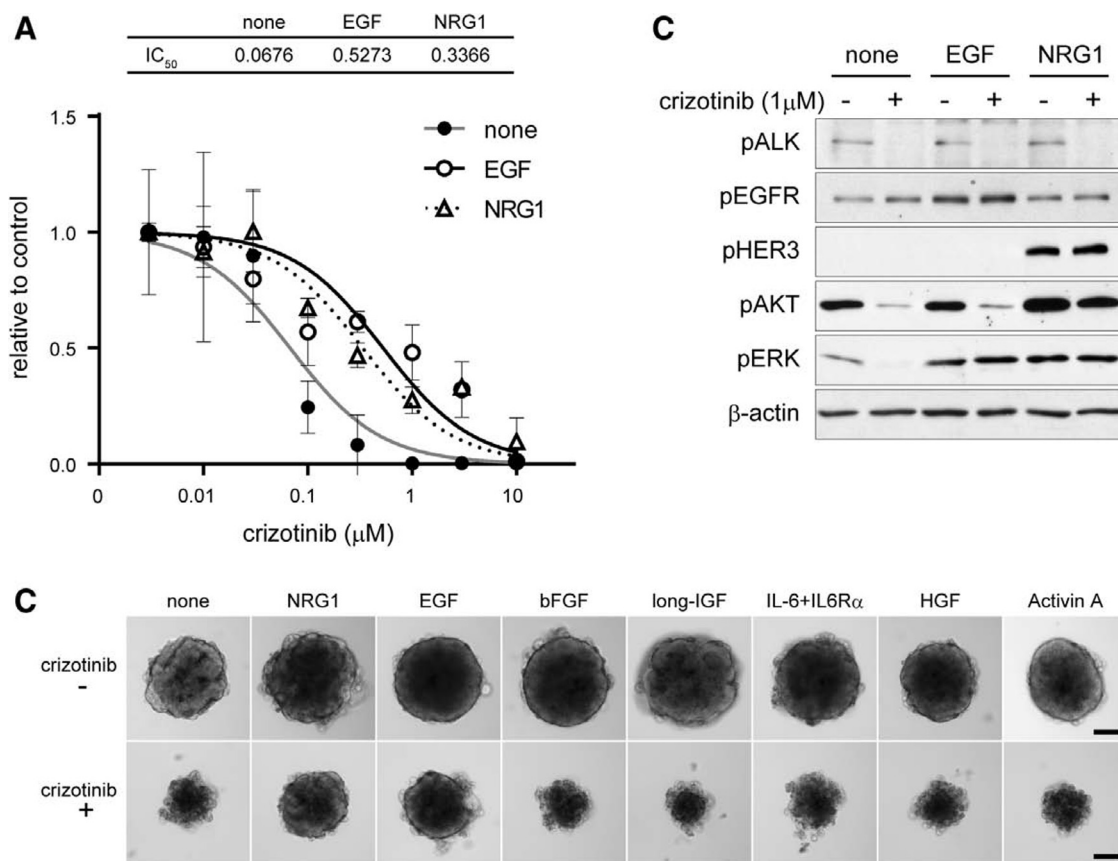 A
none EGF NRG1
IC50 0.0676 0.5273 0.3366
1.5
1.0
0.5
0.0
relative to control
none
EGF
NRG1
0 0.01 0.1 1 10
crizotinib (μM)
C
none EGF NRG1
crizotinib (1μM) - + - + - +
pALK
pEGFR
pHER3
pAKT
pERK
β-actin
C
none NRG1 EGF bFGF long-IGF IL-6+IL6Rα HGF Activin A
crizotinib
-
crizotinib
+